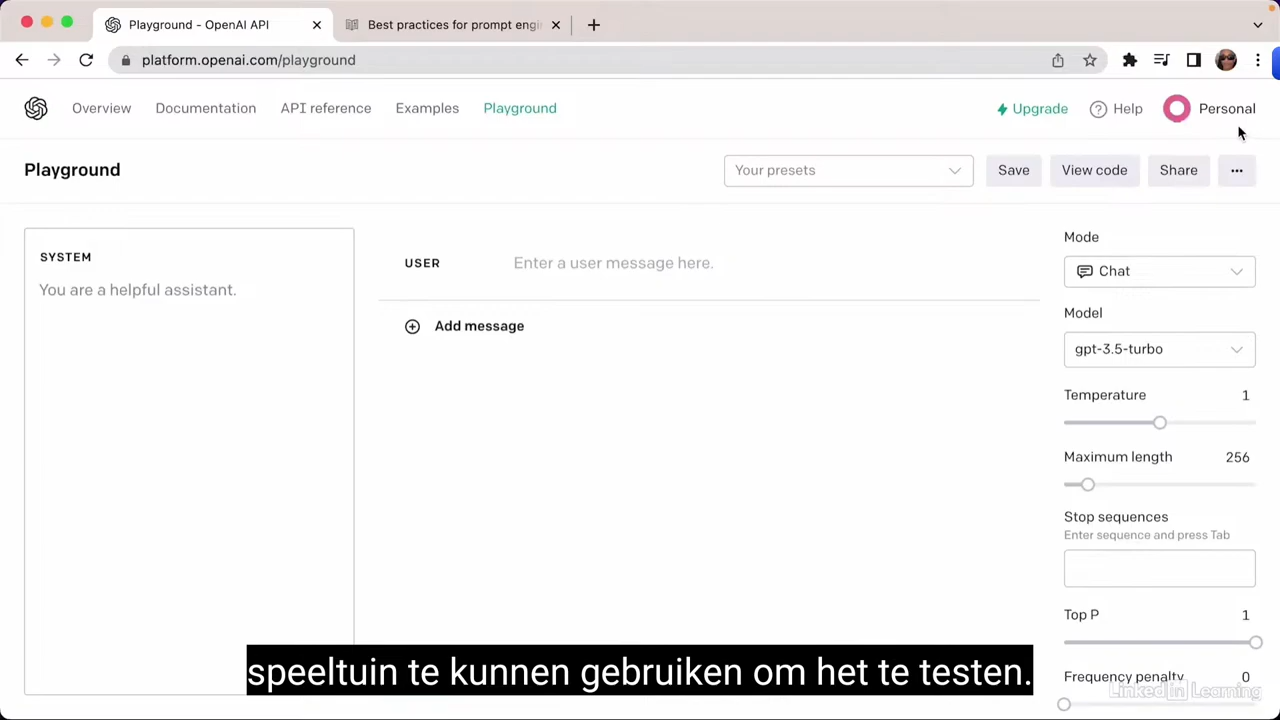 Playground - OpenAI API
Best practices for prompt engi
platform.openai.com/playground
Overview Documentation API reference Examples Playground
Upgrade Help Personal
Playground
Your presets Save View code Share ...
SYSTEM
You are a helpful assistant.
USER Enter a user message here.
Add message
Mode
Chat
Model
gpt-3.5-turbo
Temperature 1
Maximum length 256
Stop sequences
Enter sequence and press Tab
Top P 1
Frequency penalty 0
speeltuin te kunnen gebruiken om het te testen.
LinkedIn Learning